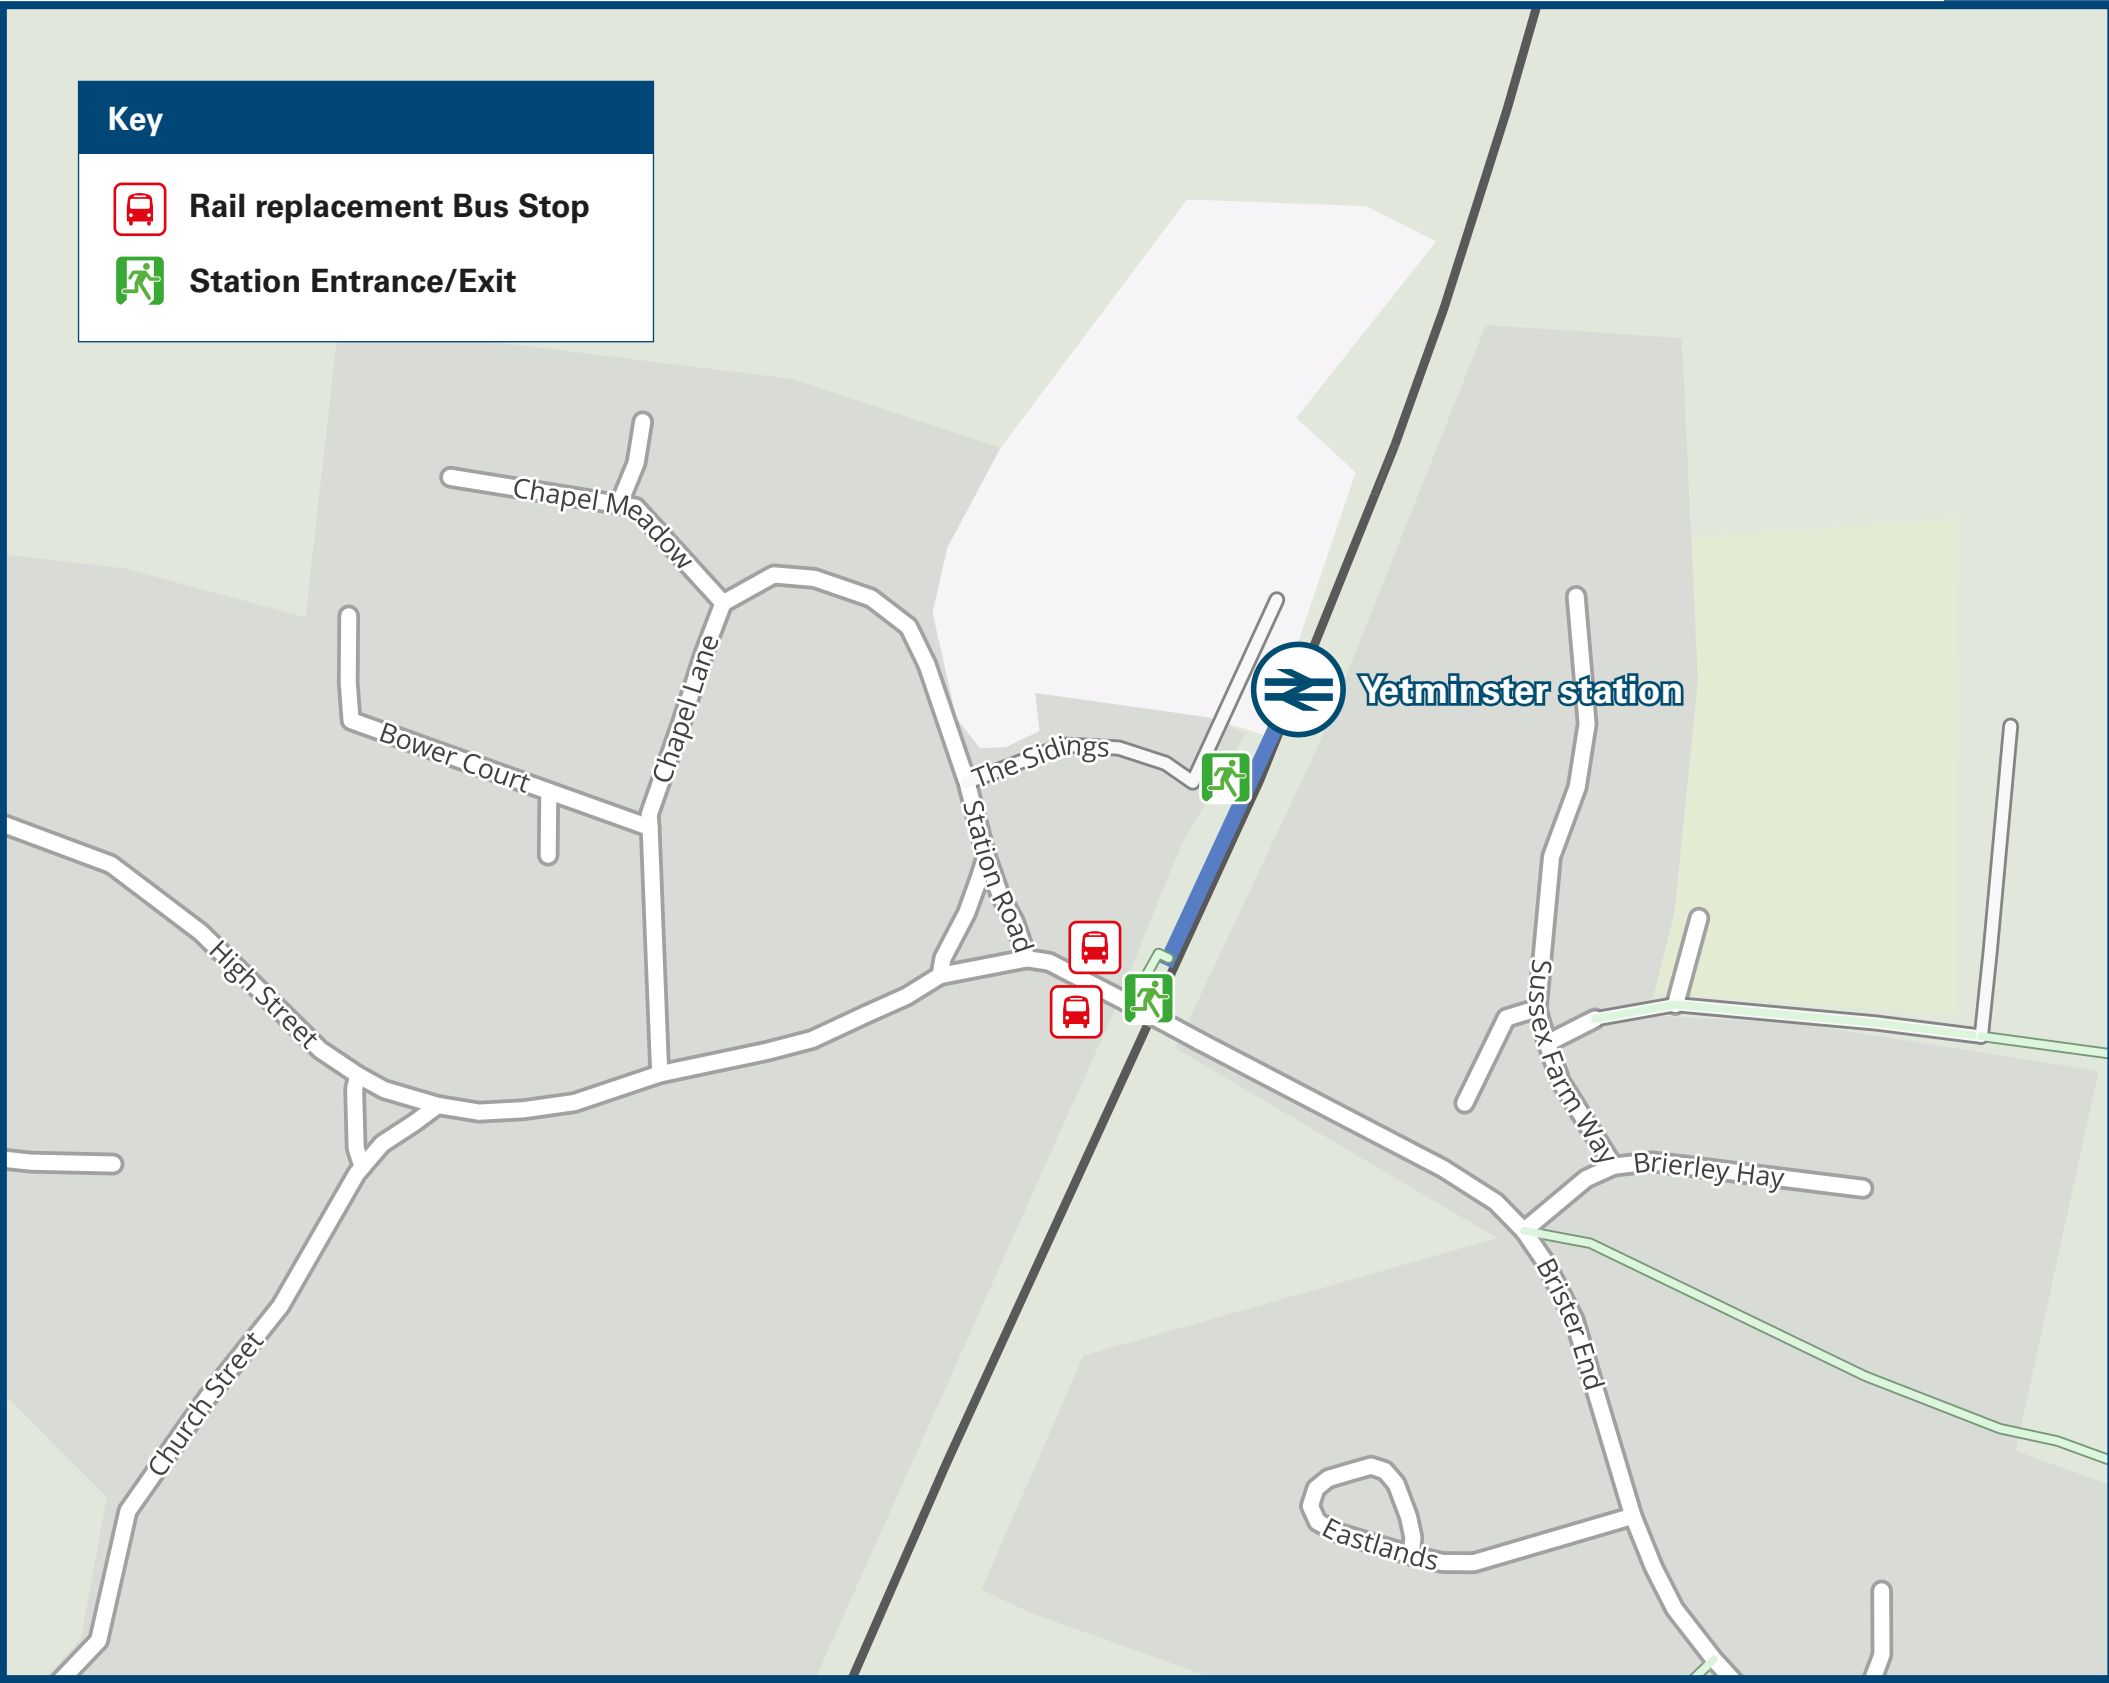 Key
Rail replacement Bus Stop
Station Entrance/Exit
Chapel Meadow
Chapel Lane
Yetminster station
Bower Court
The Sidings
Station Road
High Street
Sussex Farm Way
Brierley Hay
Brister End
Church Street
Eastlands